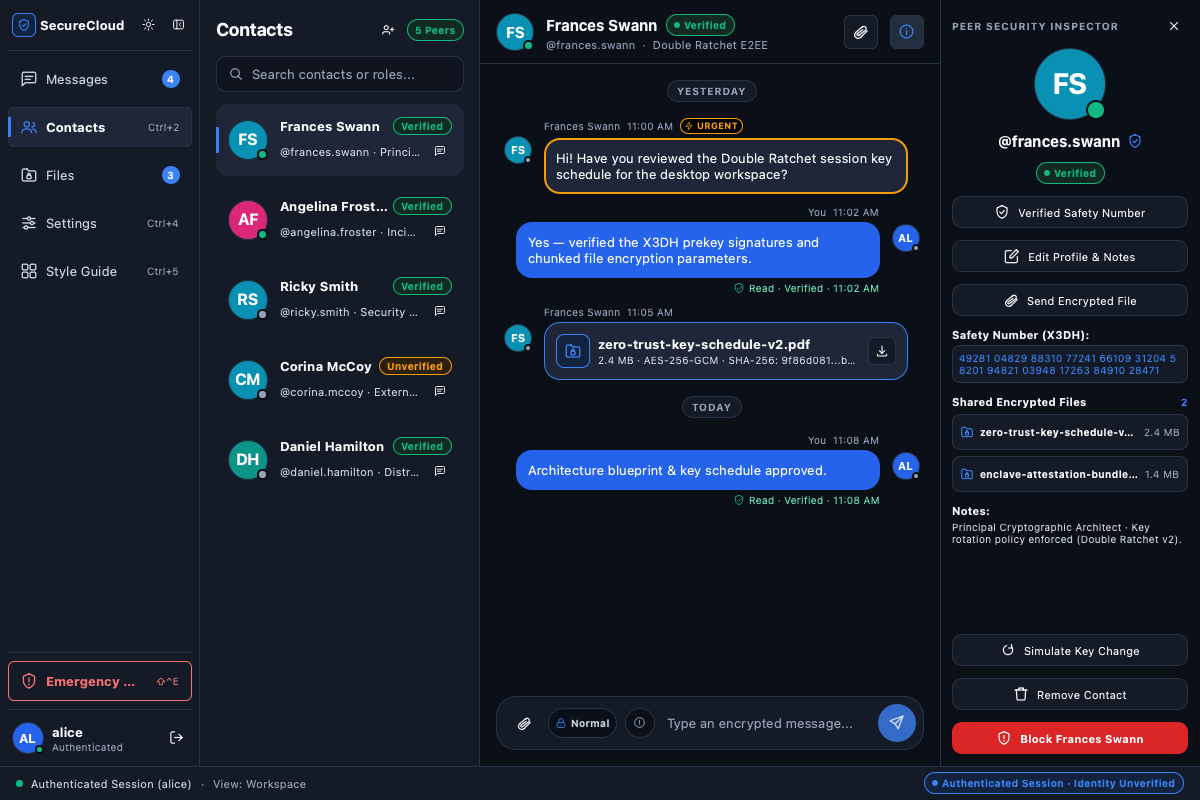 SecureCloud
Messages
4
Contacts
Ctrl+2
Files
3
Settings
Ctrl+4
Style Guide
Ctrl+5
Emergency ...
⇧^E
AL
alice
Authenticated
Contacts
5 Peers
Search contacts or roles...
FS
Frances Swann
Verified
@frances.swann · Princi...
AF
Angelina Frost...
Verified
@angelina.froster · Inci...
RS
Ricky Smith
Verified
@ricky.smith · Security ...
CM
Corina McCoy
Unverified
@corina.mccoy · Extern...
DH
Daniel Hamilton
Verified
@daniel.hamilton · Distr...
FS
Frances Swann
Verified
@frances.swann · Double Ratchet E2EE
YESTERDAY
Frances Swann 11:00 AM URGENT
FS
Hi! Have you reviewed the Double Ratchet session key
schedule for the desktop workspace?
You 11:02 AM
AL
Yes — verified the X3DH prekey signatures and
chunked file encryption parameters.
Read · Verified · 11:02 AM
Frances Swann 11:05 AM
FS
zero-trust-key-schedule-v2.pdf
2.4 MB · AES-256-GCM · SHA-256: 9f86d081...b...
TODAY
You 11:08 AM
AL
Architecture blueprint & key schedule approved.
Read · Verified · 11:08 AM
Normal
Type an encrypted message...
PEER SECURITY INSPECTOR
FS
@frances.swann
Verified
Verified Safety Number
Edit Profile & Notes
Send Encrypted File
Safety Number (X3DH):
49281 04829 88310 77241 66109 31204 5
8201 94821 03948 17263 84910 28471
Shared Encrypted Files
2
zero-trust-key-schedule-v...
2.4 MB
enclave-attestation-bundle...
1.4 MB
Notes:
Principal Cryptographic Architect · Key
rotation policy enforced (Double Ratchet v2).
Simulate Key Change
Remove Contact
Block Frances Swann
Authenticated Session (alice) · View: Workspace
Authenticated Session · Identity Unverified